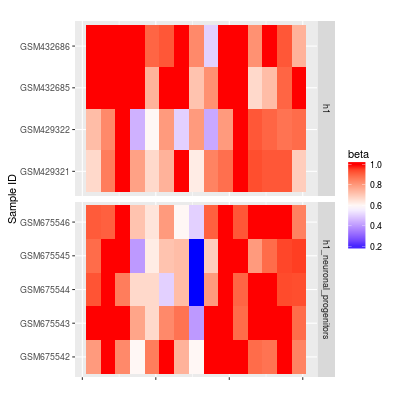 Sample ID
GSM432686
GSM432685
GSM429322
GSM429321
h1
GSM675546
GSM675545
GSM675544
GSM675543
GSM675542
h1_neuronal_progenitors
beta
1.0
0.8
0.6
0.4
0.2